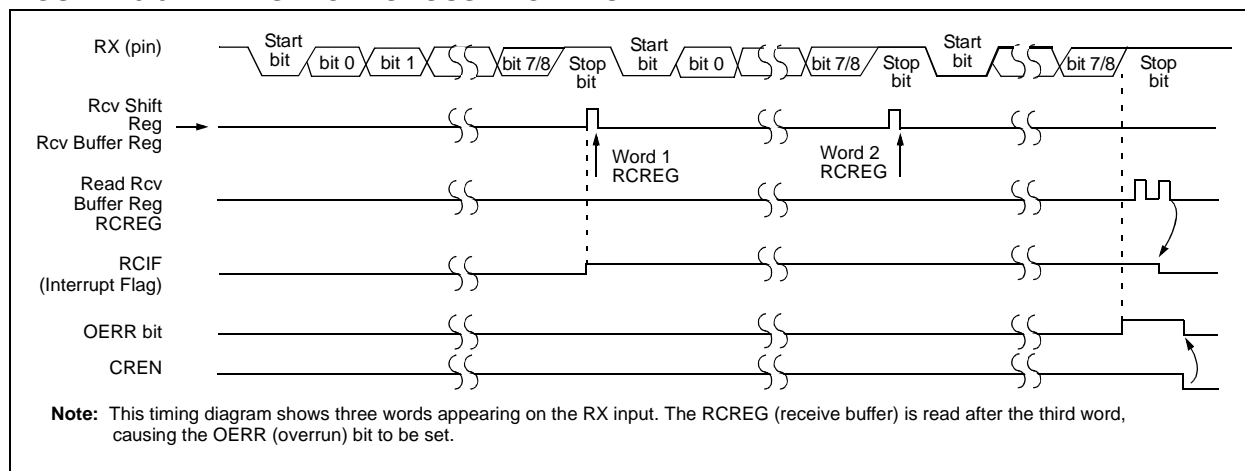 RX (pin)
Start
bit
bit 0
bit 1
bit 7/8
Stop
bit
Start
bit
bit 0
bit 7/8
Stop
bit
Start
bit
bit 7/8
Stop
bit
Rcv Shift
Reg
Rcv Buffer Reg
Word 1
RCREG
Word 2
RCREG
Read Rcv
Buffer Reg
RCREG
RCIF
(Interrupt Flag)
OERR bit
CREN
Note: This timing diagram shows three words appearing on the RX input. The RCREG (receive buffer) is read after the third word,
causing the OERR (overrun) bit to be set.